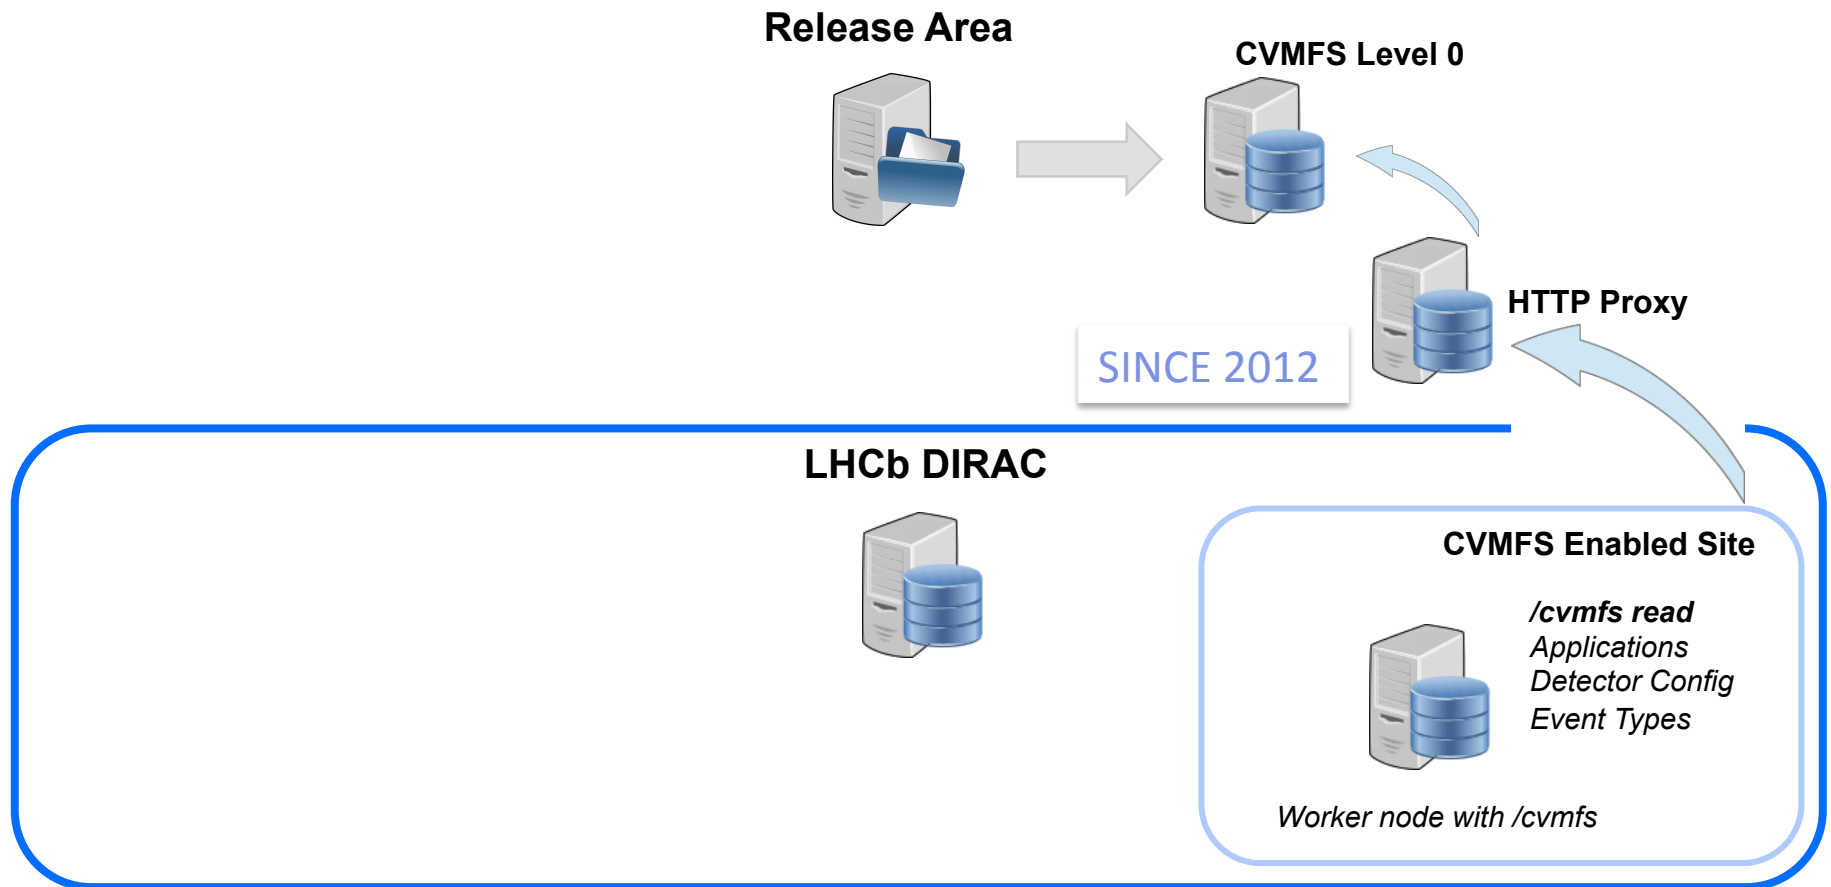 Release Area
CVMFS Level 0
HTTP Proxy
SINCE 2012
LHCb DIRAC
CVMFS Enabled Site
/cvmfs read
Applications
Detector Config
Event Types
Worker node with /cvmfs